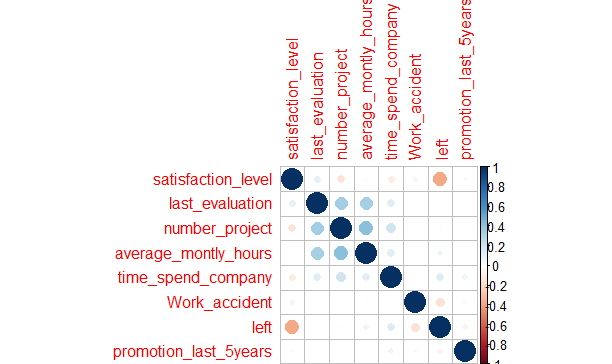 satisfaction_level
last_evaluation
number_project
average_montly_hours
time_spend_company
Work_accident
left
promotion_last_5years
satisfaction_level
last_evaluation
number_project
average_montly_hours
time_spend_company
Work_accident
left
promotion_last_5years
1
0.8
0.6
0.4
0.2
0
-0.2
-0.4
-0.6
-0.8